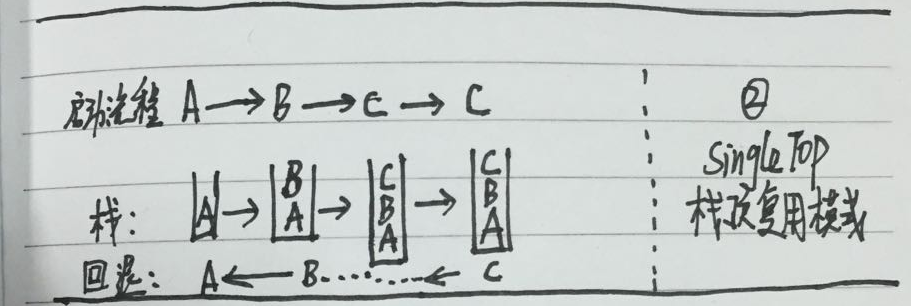 启动流程 A → B → C → C
②
SingleTop
栈顶复用模式
栈: A → B A → C B A → C B A
回退: A ← B ······ ← C